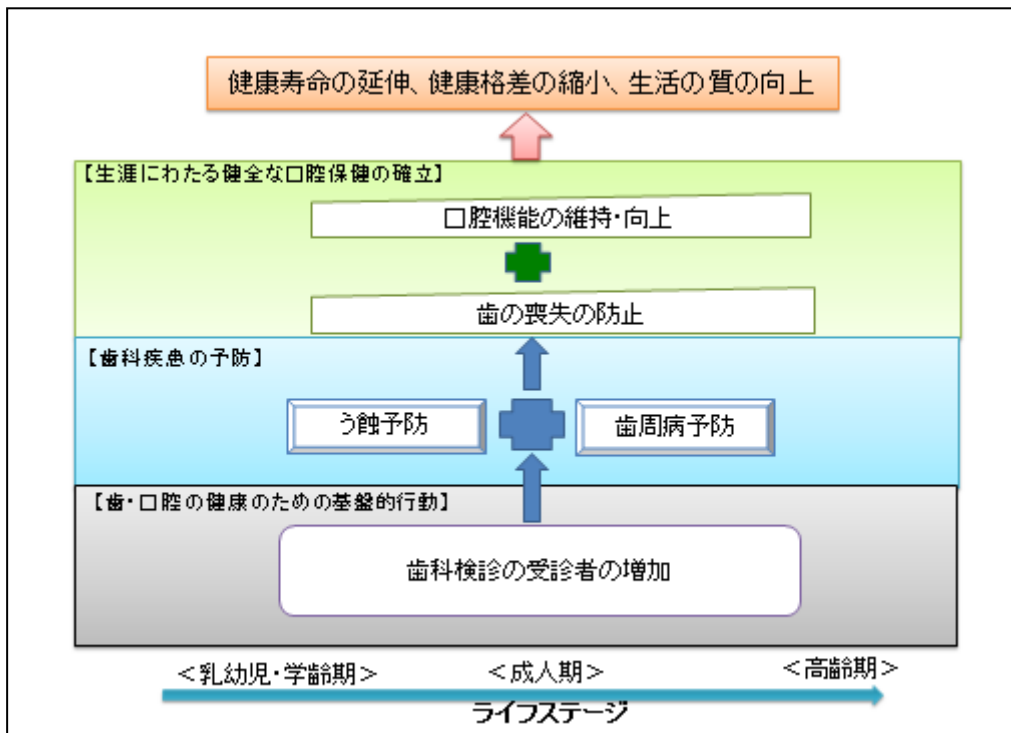 健康寿命の延伸、健康格差の縮小、生活の質の向上
【生涯にわたる健全な口腔保健の確立】
口腔機能の維持・向上
歯の喪失の防止
【歯科疾患の予防】
う蝕予防
歯周病予防
【歯・口腔の健康のための基盤的行動】
歯科検診の受診者の増加
＜乳幼児・学齢期＞
＜成人期＞
＜高齢期＞
ライフステージ